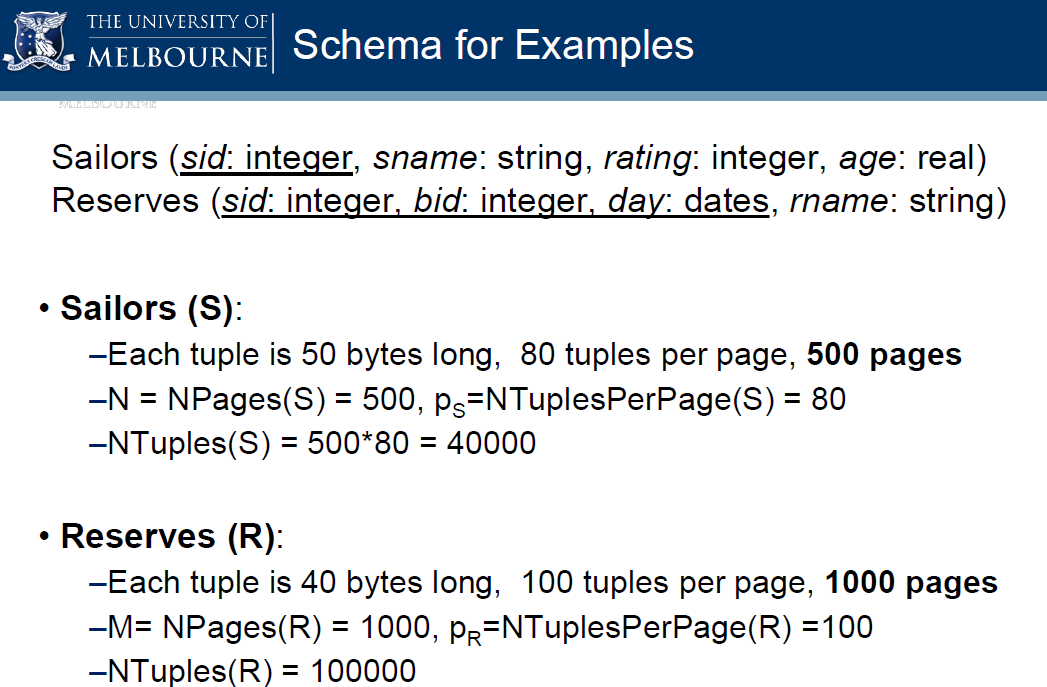 THE UNIVERSITY OF
MELBOURNE
Schema for Examples
MELBOURNE
Sailors (sid: integer, sname: string, rating: integer, age: real)
Reserves (sid: integer, bid: integer, day: dates, rname: string)
• Sailors (S):
–Each tuple is 50 bytes long,  80 tuples per page, 500 pages
–N = NPages(S) = 500, pS=NTuplesPerPage(S) = 80
–NTuples(S) = 500*80 = 40000
• Reserves (R):
–Each tuple is 40 bytes long,  100 tuples per page, 1000 pages
–M= NPages(R) = 1000, pR=NTuplesPerPage(R) =100
–NTuples(R) = 100000